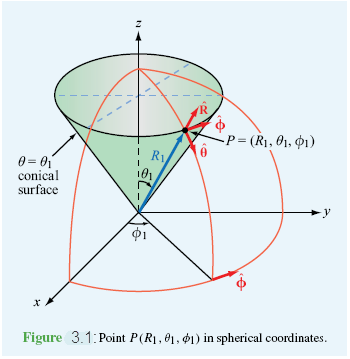 z
R̂
ϕ̂
P = (R₁, θ₁, ϕ₁)
θ̂
θ = θ₁
conical
surface
R₁
θ₁
y
ϕ₁
ϕ̂
x
Figure 3.1: Point P(R₁, θ₁, ϕ₁) in spherical coordinates.